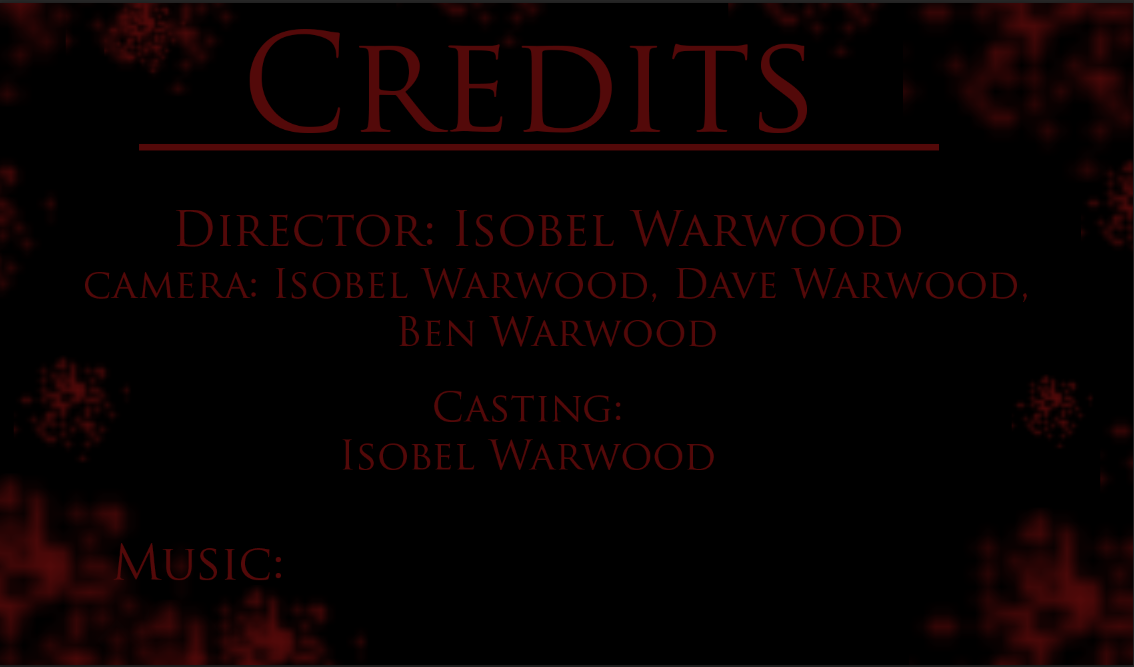 Credits
Director: Isobel Warwood
camera: Isobel Warwood, Dave Warwood,
Ben Warwood
Casting:
Isobel Warwood
Music: